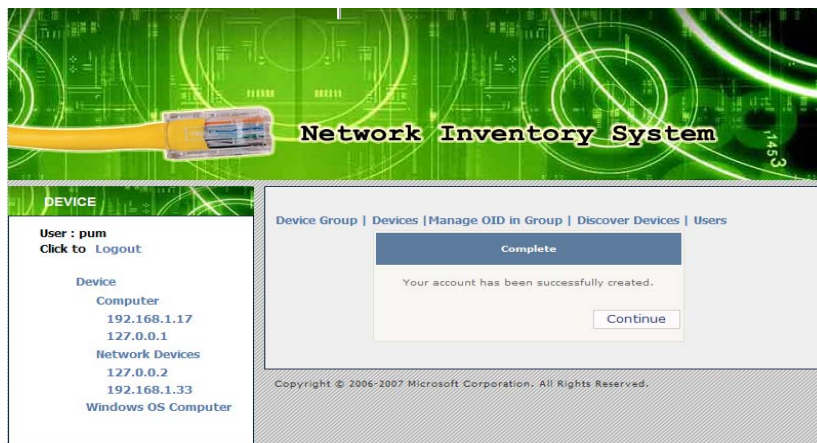 Network Inventory System
1453
DEVICE
User : pum
Click to Logout
Device
Computer
192.168.1.17
127.0.0.1
Network Devices
127.0.0.2
192.168.1.33
Windows OS Computer
Device Group | Devices |Manage OID in Group | Discover Devices | Users
Complete
Your account has been successfully created.
Continue
Copyright © 2006-2007 Microsoft Corporation. All Rights Reserved.